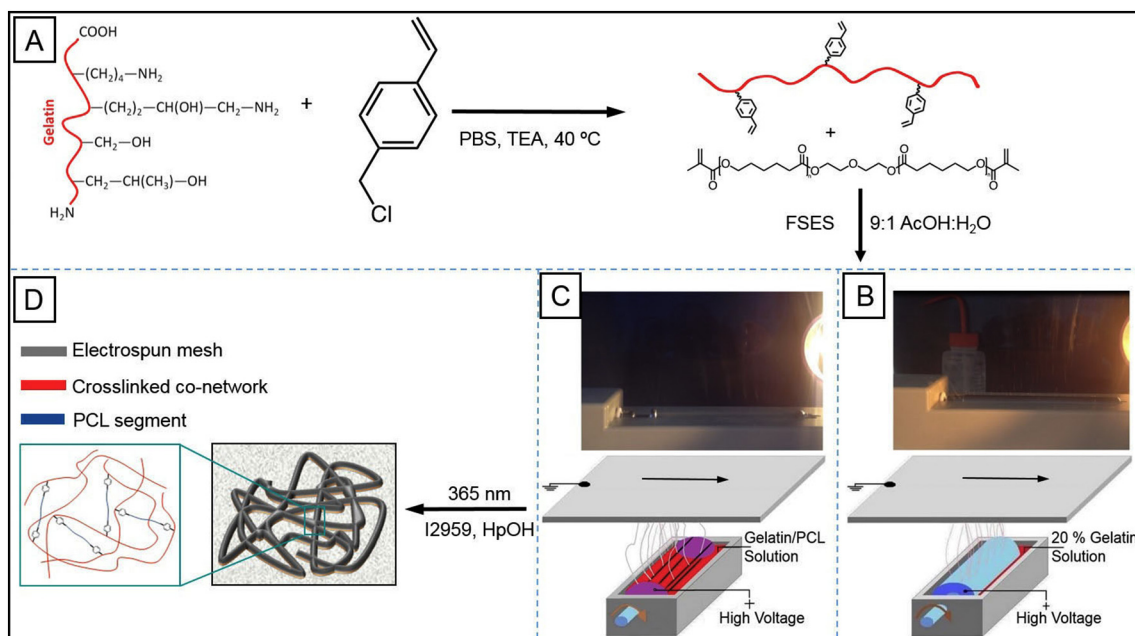 A
COOH
(CH₂)₄—NH₂
(CH₂)₂—CH(OH)—CH₂—NH₂
Gelatin
CH₂—OH
CH₂—CH(CH₃)—OH
H₂N
+
Cl
PBS, TEA, 40 ºC
+
O
O
O
n
O
O
O
O
n
O
O
FSES
9:1 AcOH:H₂O
D
Electrospun mesh
Crosslinked co-network
PCL segment
365 nm
I2959, HpOH
C
Gelatin/PCL
Solution
+
High Voltage
B
20 % Gelatin
Solution
+
High Voltage